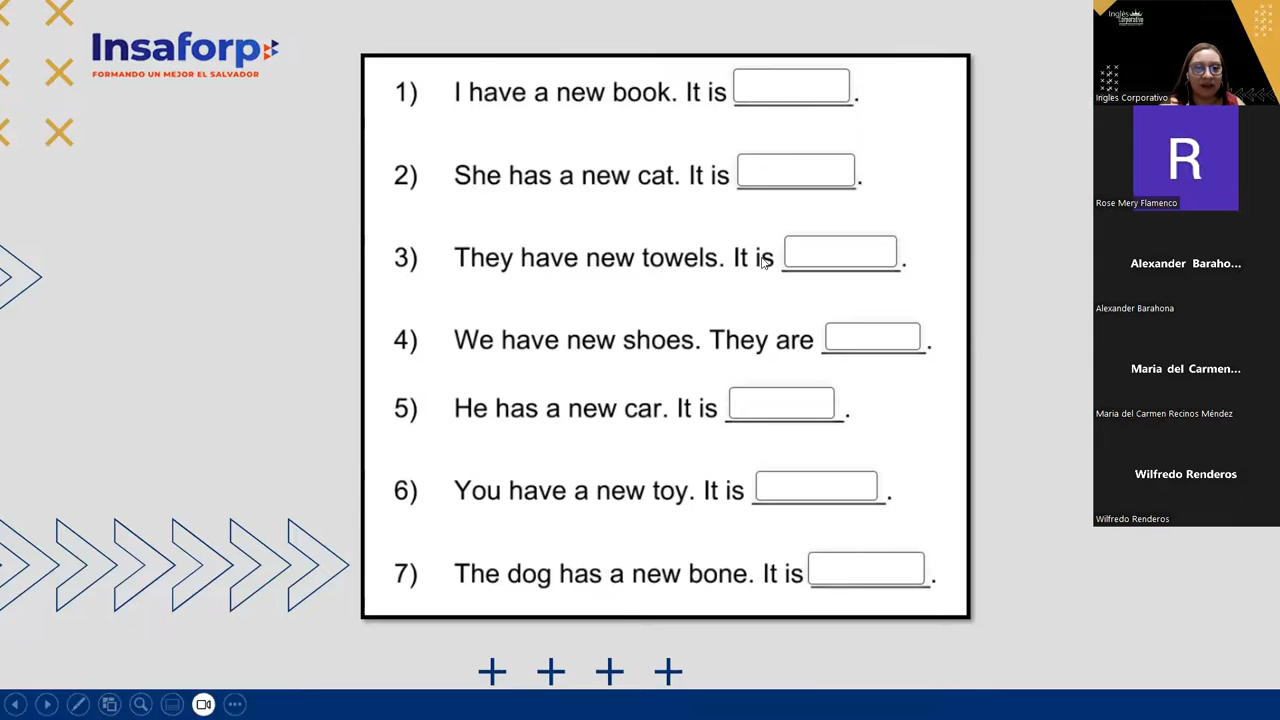 Insaforp
FORMANDO UN MEJOR EL SALVADOR
1) I have a new book. It is .
2) She has a new cat. It is .
3) They have new towels. It is .
4) We have new shoes. They are .
5) He has a new car. It is .
6) You have a new toy. It is .
7) The dog has a new bone. It is .
Inglés
Corporativo
Ingles Corporativo
R
Rose Mery Flamenco
Alexander Baraho...
Alexander Barahona
Maria del Carmen...
Maria del Carmen Recinos Méndez
Wilfredo Renderos
Wilfredo Renderos